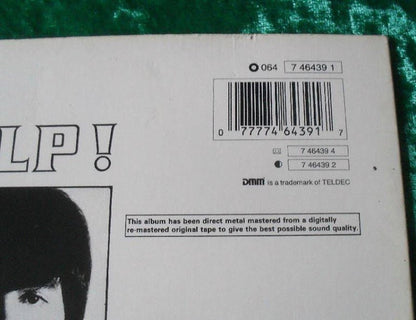 064 7 46439 1
0 77774 64391 7
7 46439 4
7 46439 2
LP!
DMM is a trademark of TELDEC
This album has been direct metal mastered from a digitally
re-mastered original tape to give the best possible sound quality.